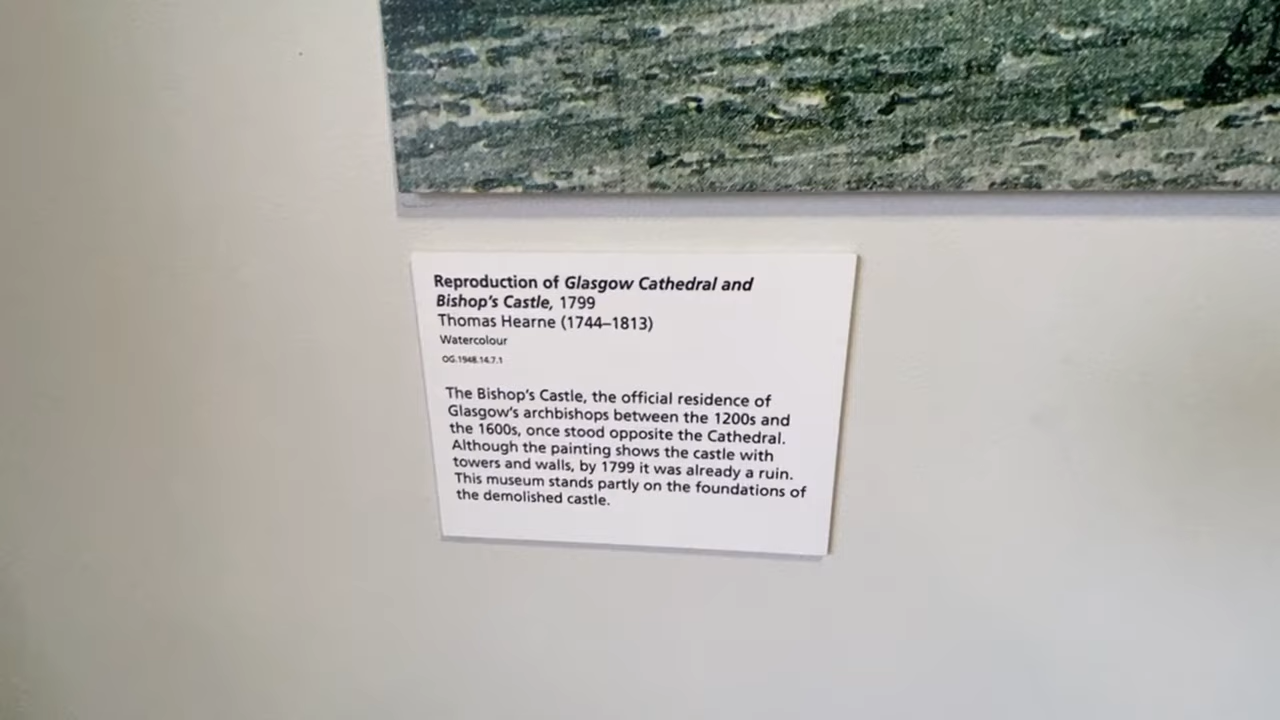 Reproduction of Glasgow Cathedral and
Bishop's Castle, 1799
Thomas Hearne (1744–1813)
Watercolour
OG.1948.14.7.1
The Bishop's Castle, the official residence of
Glasgow's archbishops between the 1200s and
the 1600s, once stood opposite the Cathedral.
Although the painting shows the castle with
towers and walls, by 1799 it was already a ruin.
This museum stands partly on the foundations of
the demolished castle.